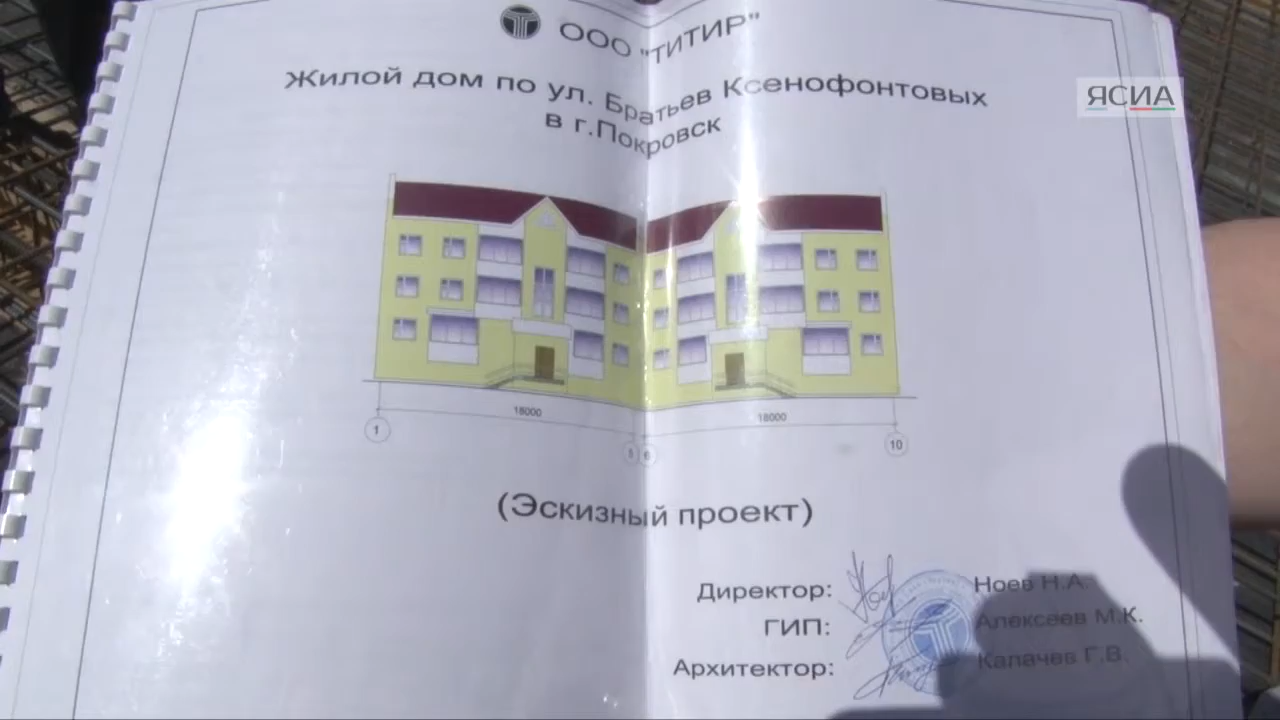 ООО "ТИТИР"
Жилой дом по ул. Братьев Ксенофонтовых
в г.Покровск
ЯСИА
18000
18000
1
5
6
10
(Эскизный проект)
Директор: Ноев Н.А.
ГИП: Алексеев М.К.
Архитектор: Калачев Г.В.